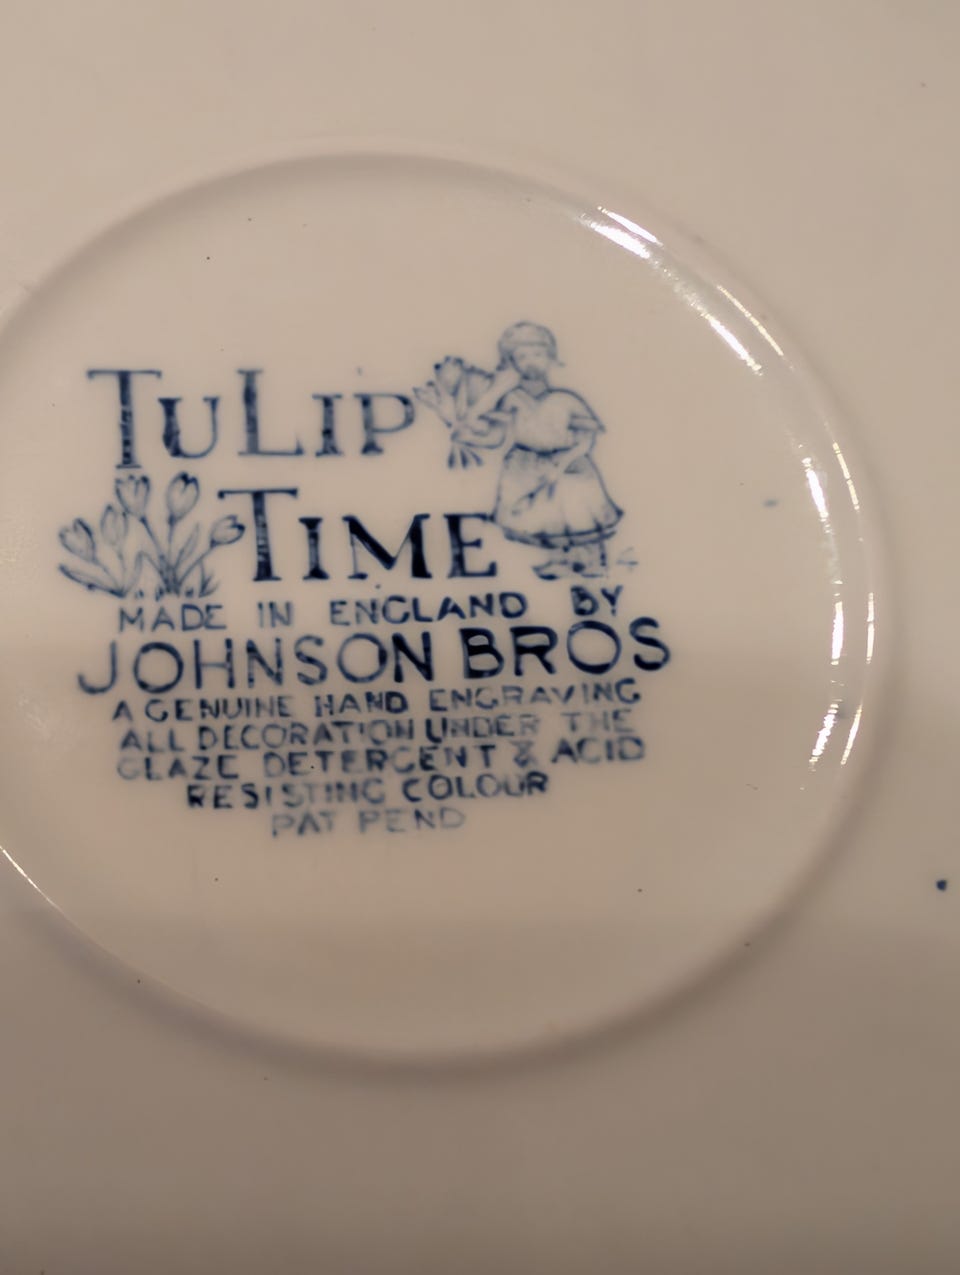 TULIP
TIME
MADE IN ENGLAND BY
JOHNSON BROS
A GENUINE HAND ENGRAVING
ALL DECORATION UNDER THE
GLAZE DETERGENT & ACID
RESISTING COLOUR
PAT PEND